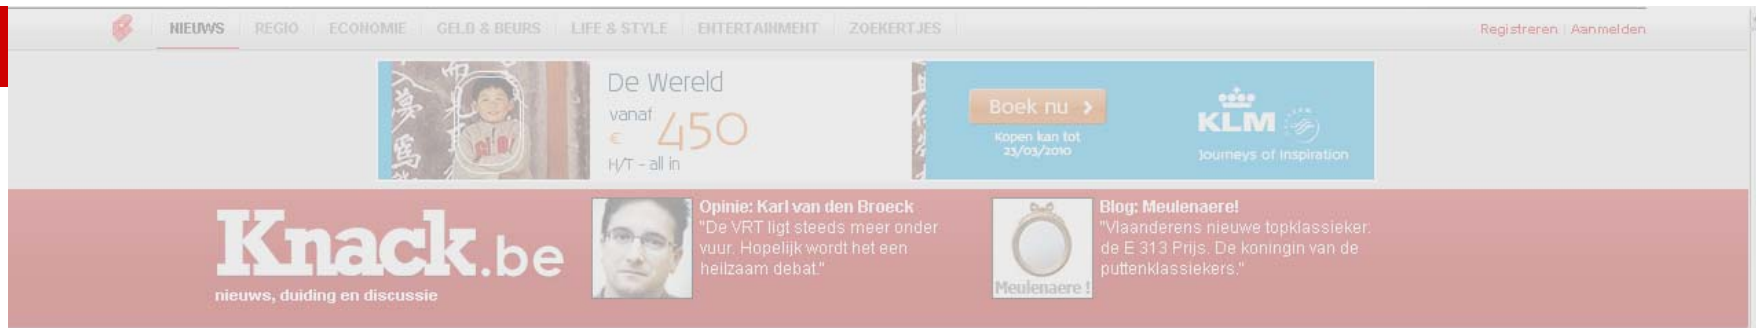 NIEUWS REGIO ECONOMIE GELD & BEURS LIFE & STYLE ENTERTAINMENT ZOEKERTJES
Registreren Aanmelden
De Wereld
vanaf
€ 450
H/T - all in
Boek nu
Kopen kan tot
23/03/2010
KLM
Journeys of Inspiration
Knack.be
nieuws, duiding en discussie
Opinie: Karl van den Broeck
"De VRT ligt steeds meer onder
vuur. Hopelijk wordt het een
heilzaam debat."
Meulenaere !
Blog: Meulenaere!
"Vlaanderens nieuwe topklassieker:
de E 313 Prijs. De koningin van de
puttenklassiekers."